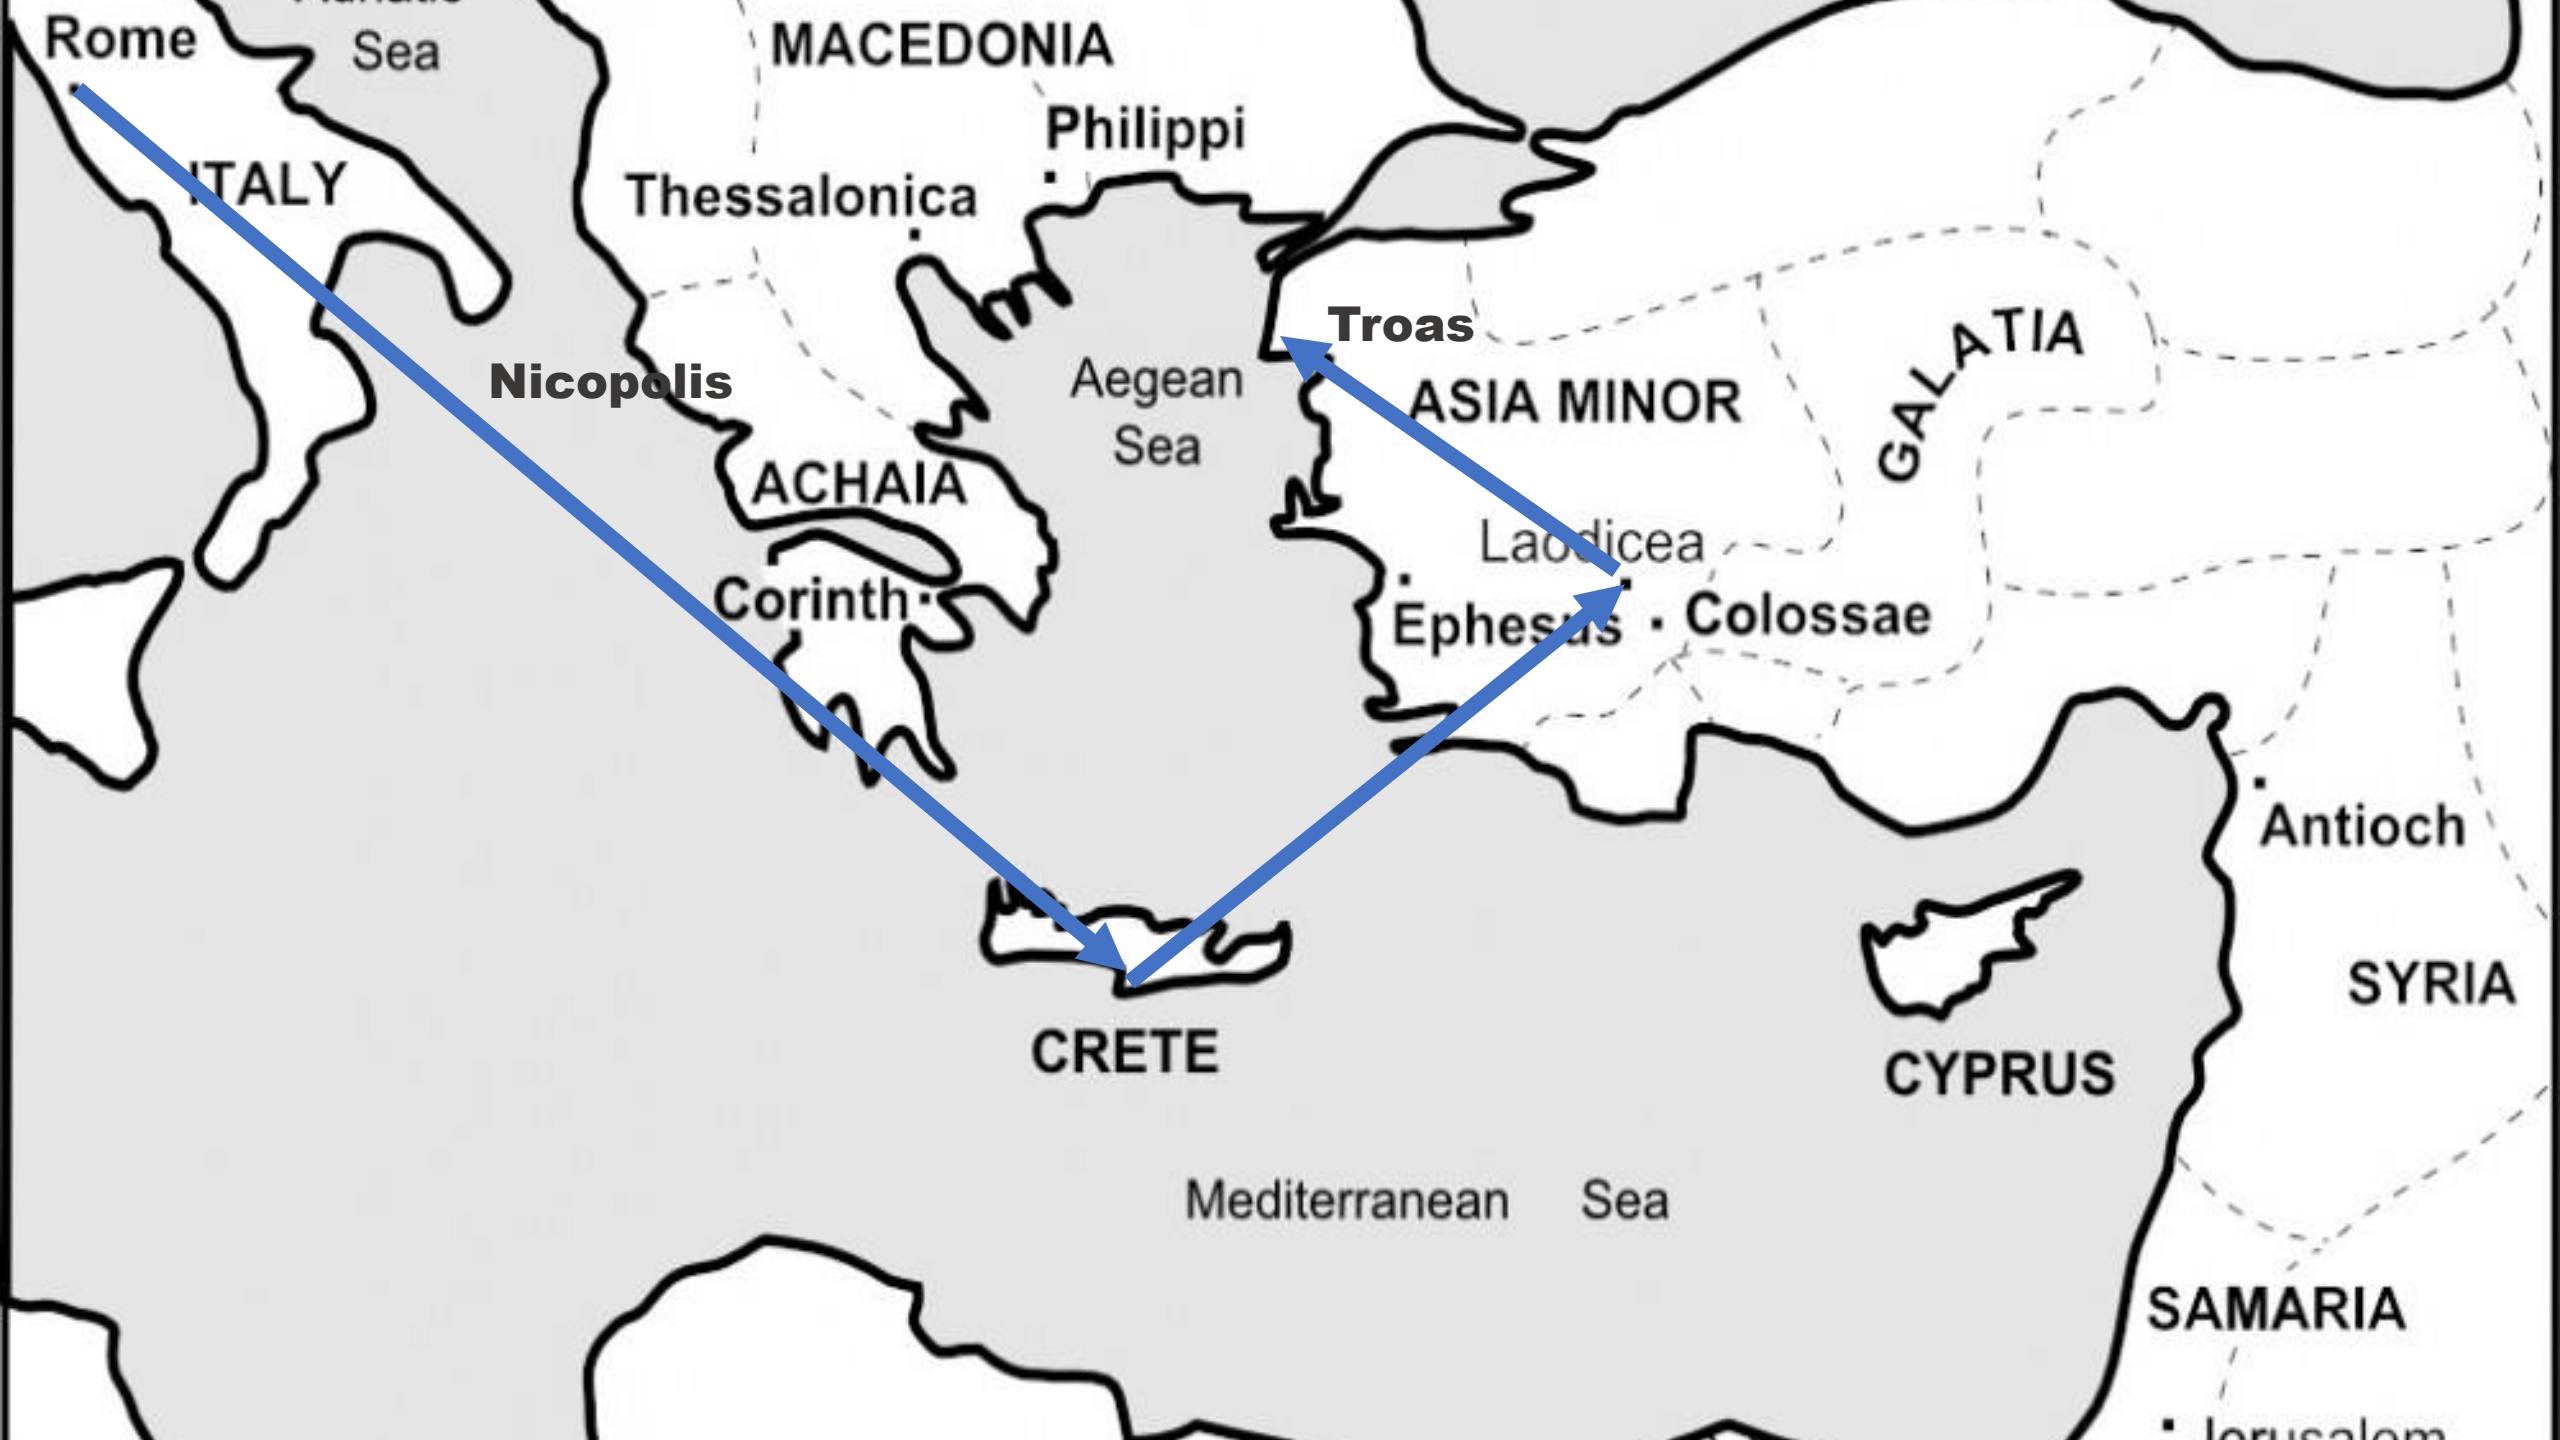 Rome
Sea
MACEDONIA
Philippi
ITALY
Thessalonica
Troas
GALATIA
Nicopolis
Aegean
Sea
ASIA MINOR
ACHAIA
Laodicea
Corinth
Ephesus
Colossae
Antioch
SYRIA
CRETE
CYPRUS
Mediterranean Sea
SAMARIA
Jerusalem